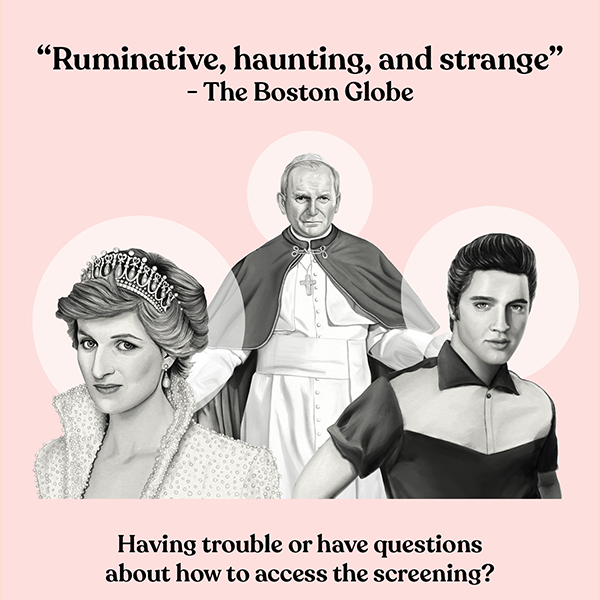 “Ruminative, haunting, and strange”
- The Boston Globe
Having trouble or have questions
about how to access the screening?